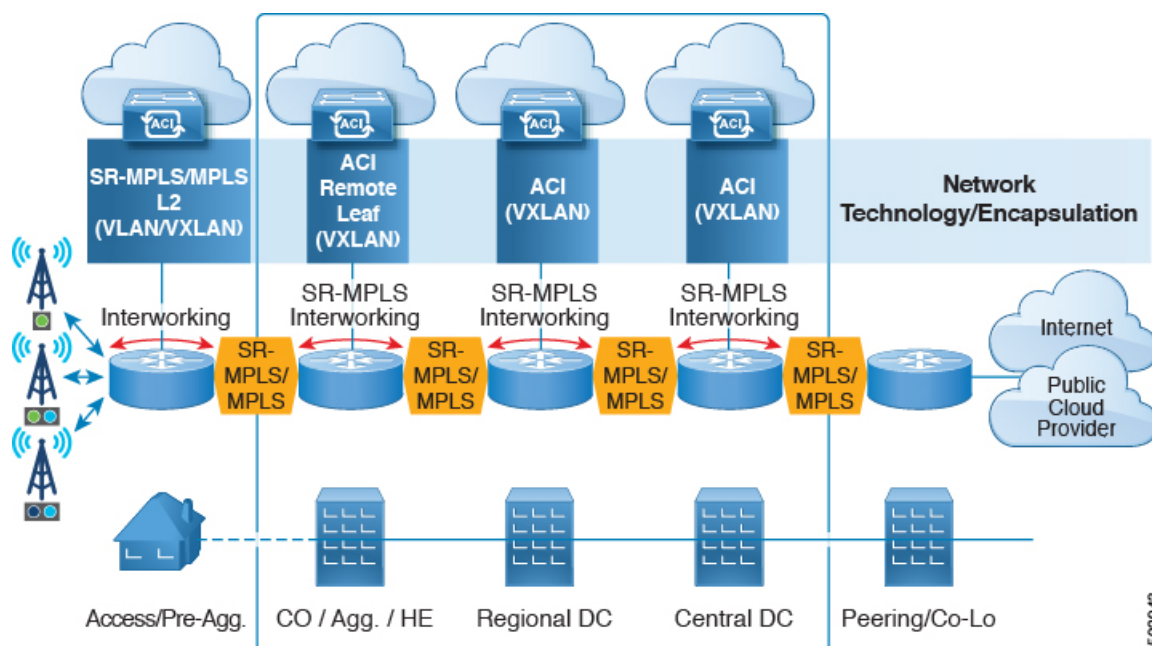 ACI
ACI
ACI
ACI
SR-MPLS/MPLS
L2
(VLAN/VXLAN)
ACI
Remote
Leaf
(VXLAN)
ACI
(VXLAN)
ACI
(VXLAN)
Network
Technology/Encapsulation
Interworking
SR-MPLS
Interworking
SR-MPLS
Interworking
SR-MPLS
Interworking
SR-
MPLS/
MPLS
SR-
MPLS/
MPLS
SR-
MPLS/
MPLS
SR-
MPLS/
MPLS
Internet
Public
Cloud
Provider
Access/Pre-Agg.
CO / Agg. / HE
Regional DC
Central DC
Peering/Co-Lo